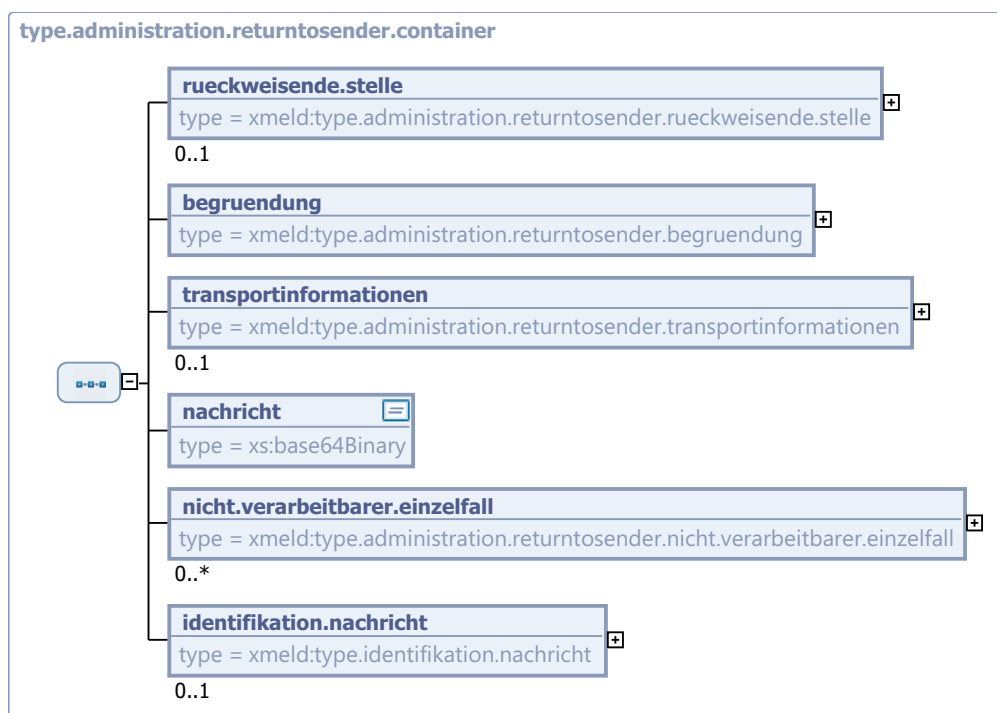 type.administration.returntosender.container
rueckweisende.stelle
type = xmeld:type.administration.returntosender.rueckweisende.stelle
0..1
begruendung
type = xmeld:type.administration.returntosender.begruendung
transportinformationen
type = xmeld:type.administration.returntosender.transportinformationen
0..1
nachricht
type = xs:base64Binary
nicht.verarbeitbarer.einzelfall
type = xmeld:type.administration.returntosender.nicht.verarbeitbarer.einzelfall
0..*
identifikation.nachricht
type = xmeld:type.identifikation.nachricht
0..1